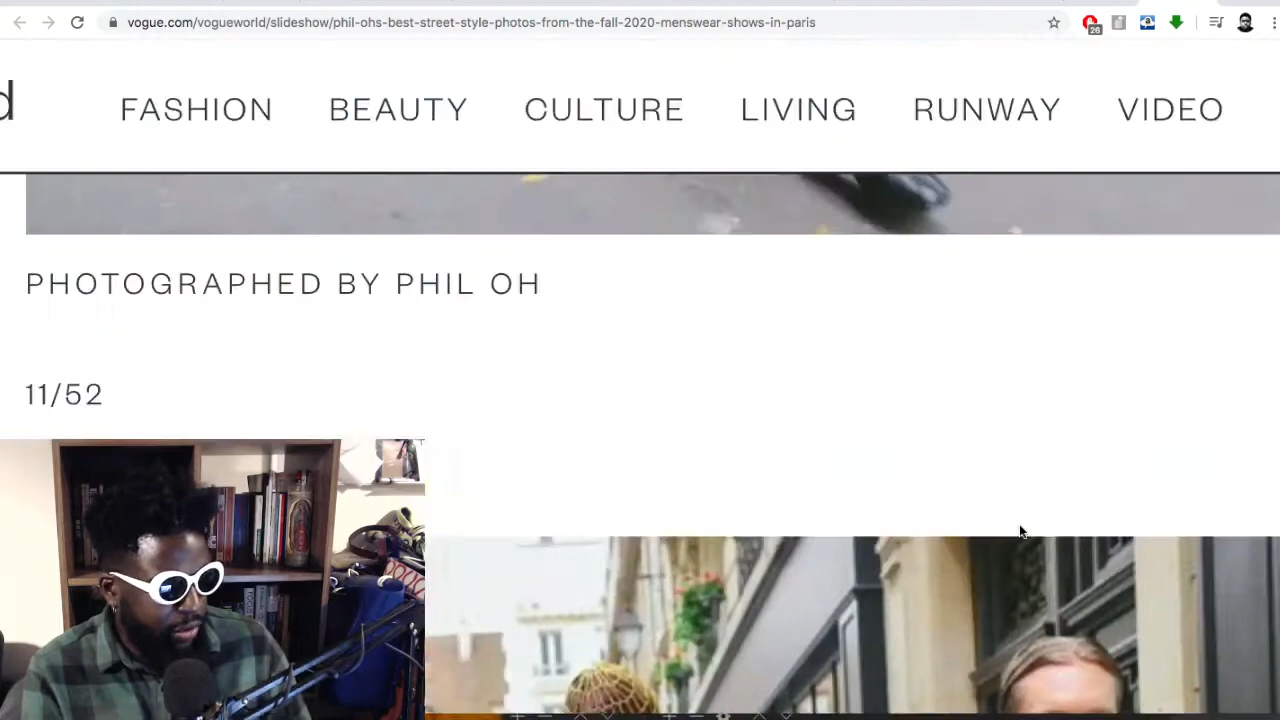 vogue.com/vogueworld/slideshow/phil-ohs-best-street-style-photos-from-the-fall-2020-menswear-shows-in-paris
26
d FASHION BEAUTY CULTURE LIVING RUNWAY VIDEO
PHOTOGRAPHED BY PHIL OH
11/52